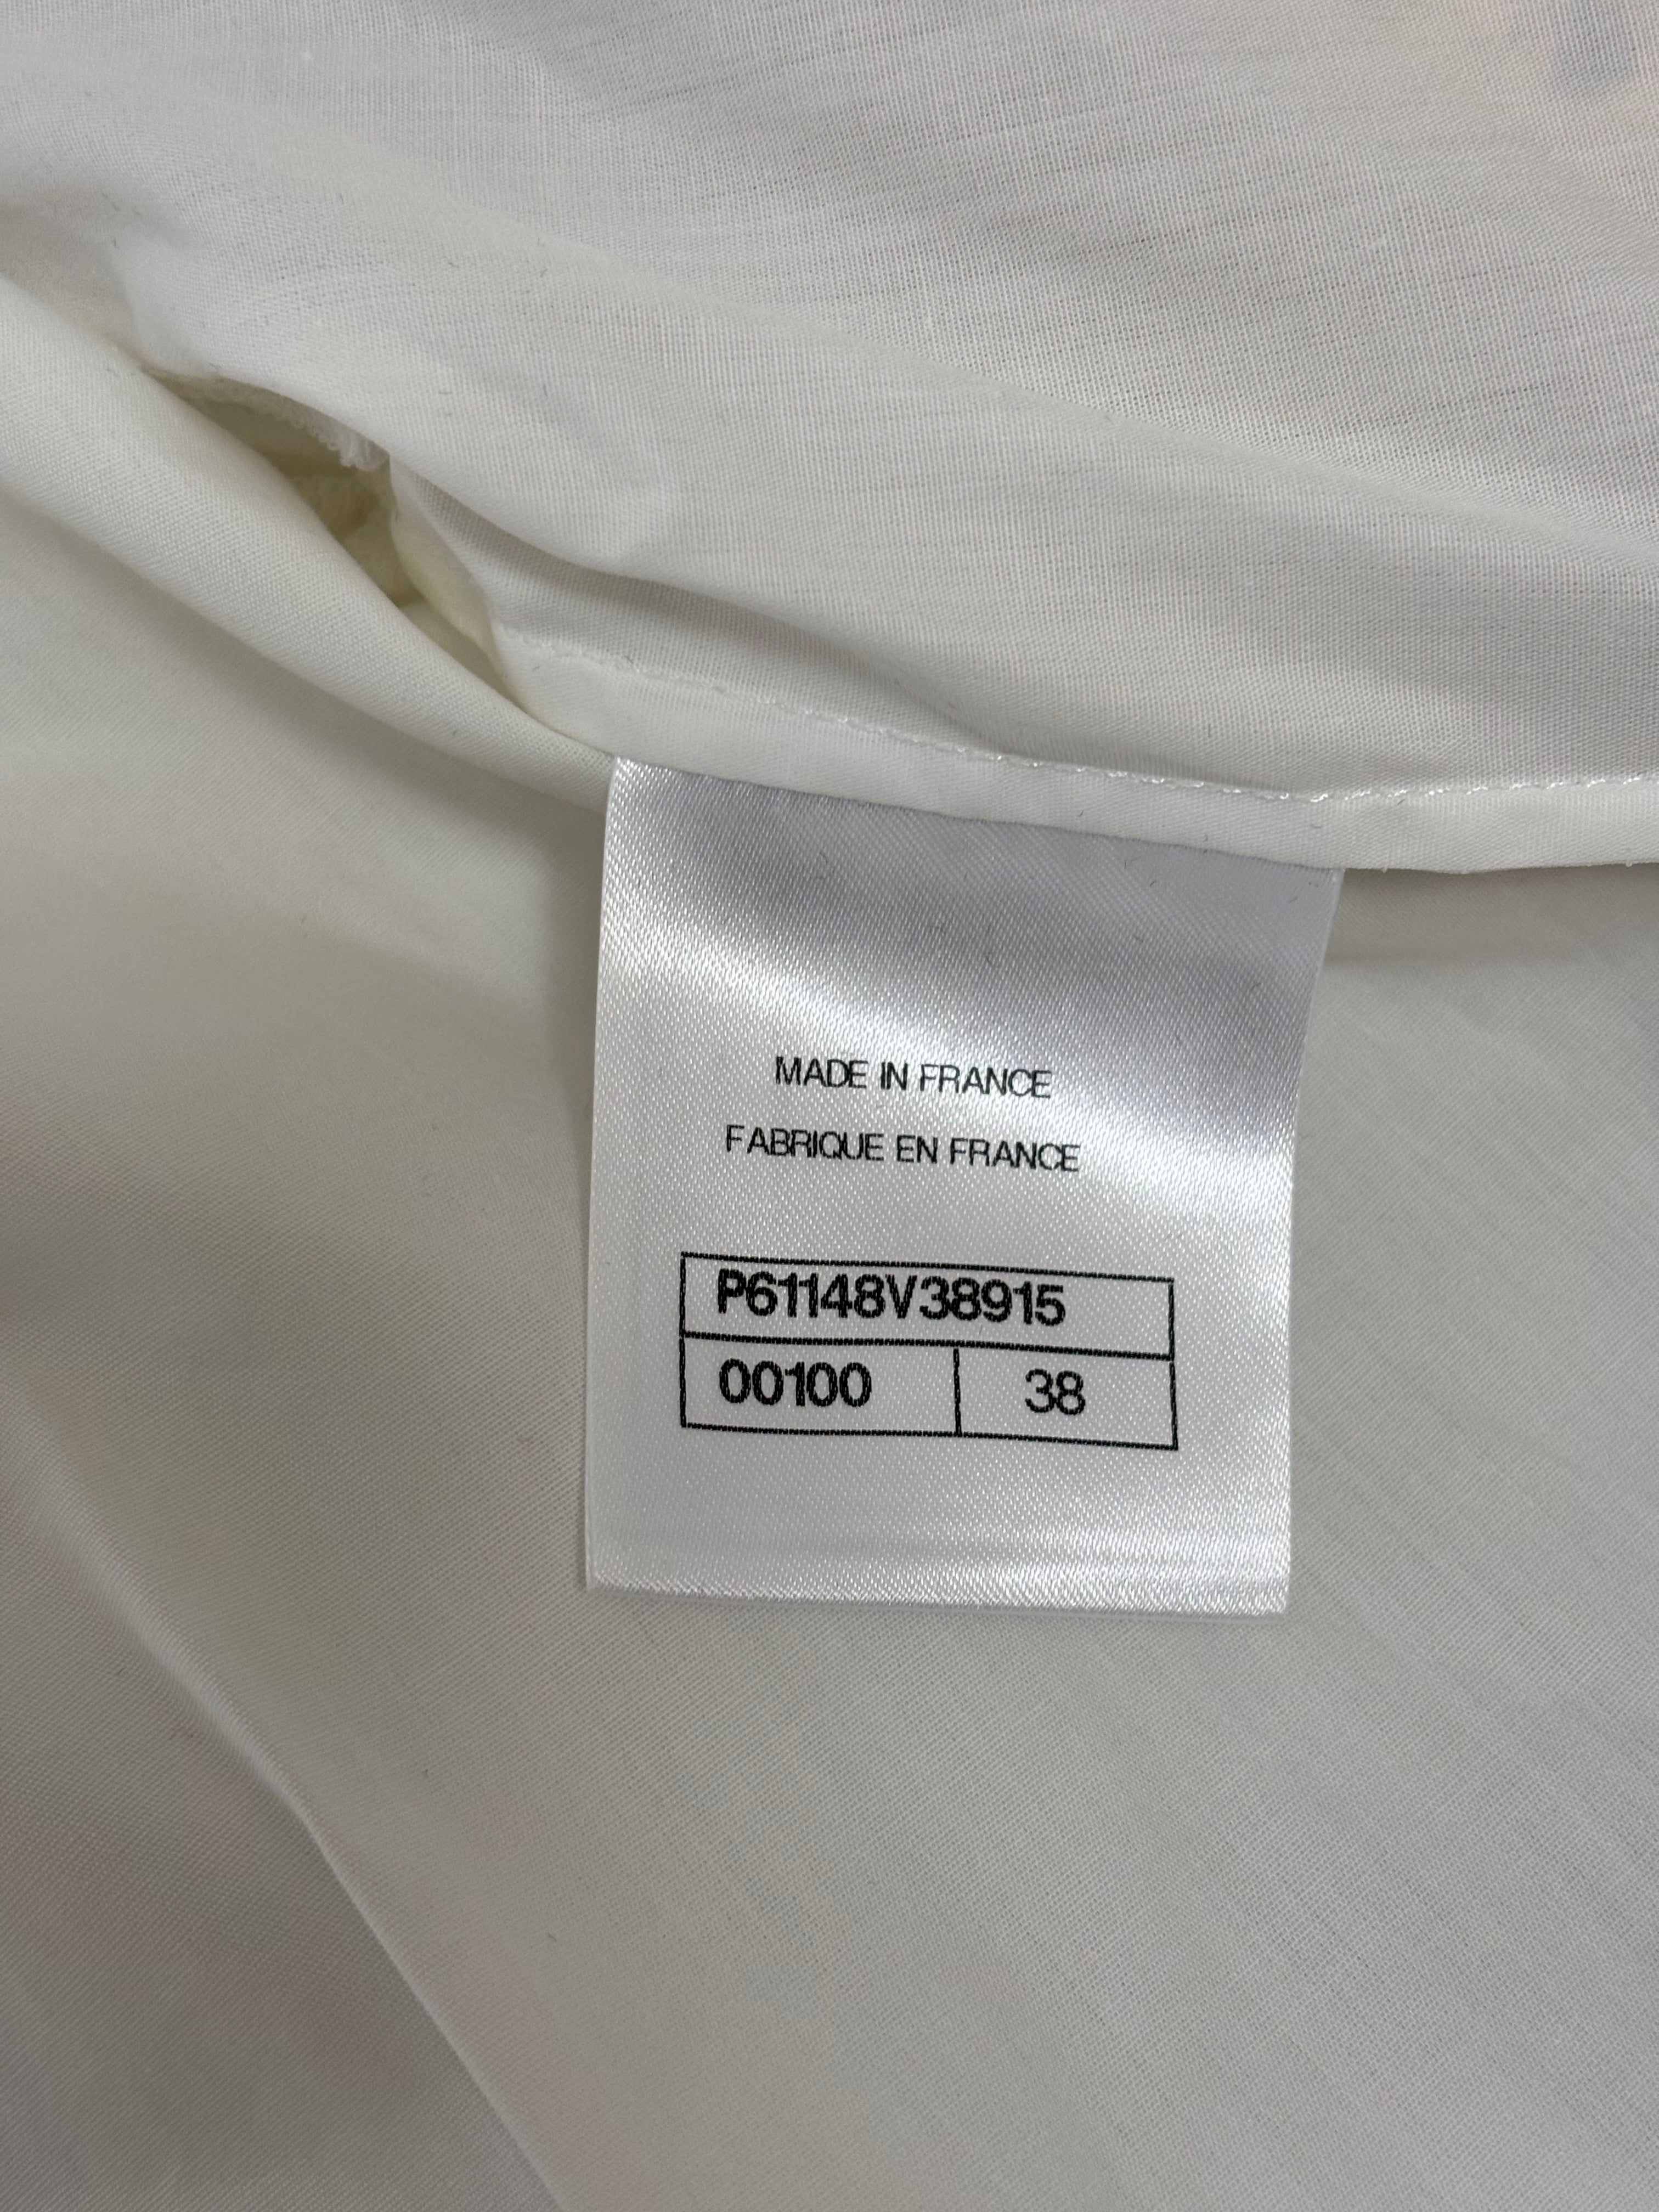 MADE IN FRANCE
FABRIQUE EN FRANCE
P61148V38915
00100 38